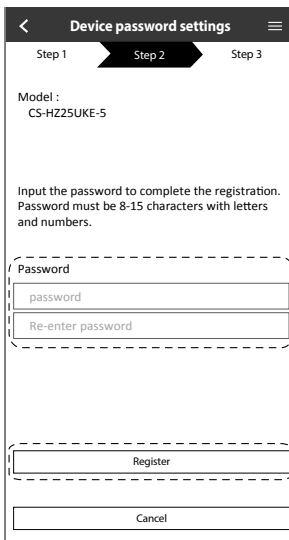 Device password settings
Step 1 Step 2 Step 3
Model :
CS-HZ25UKE-5
Input the password to complete the registration.
Password must be 8-15 characters with letters
and numbers.
Password
password
Re-enter password
Register
Cancel